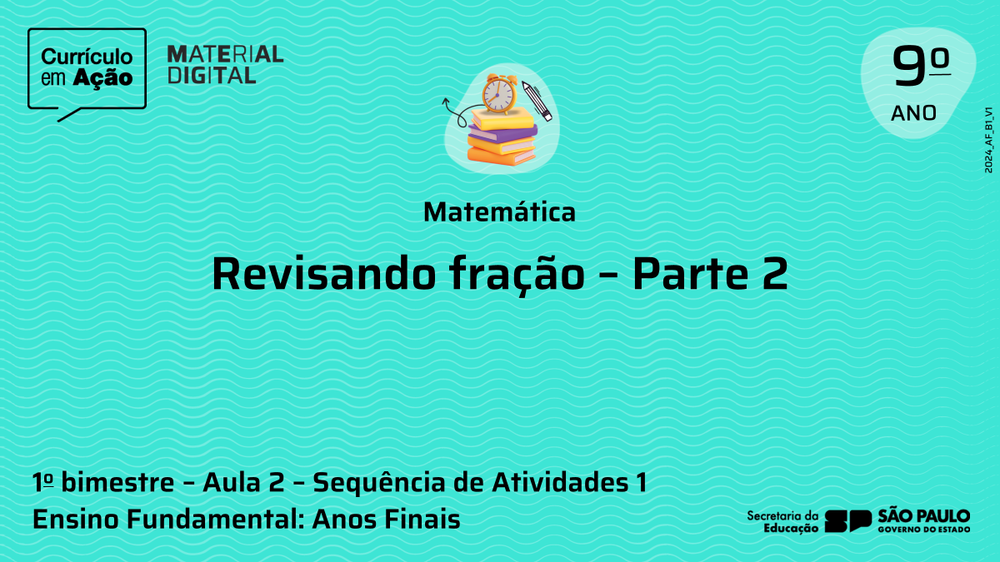 Currículo
em Ação
MATERIAL
DIGITAL
9º
ANO
2024_AF_B1_V1
Matemática
Revisando fração – Parte 2
1º bimestre – Aula 2 – Sequência de Atividades 1
Ensino Fundamental: Anos Finais
Secretaria da
Educação
SP
SÃO PAULO
GOVERNO DO ESTADO